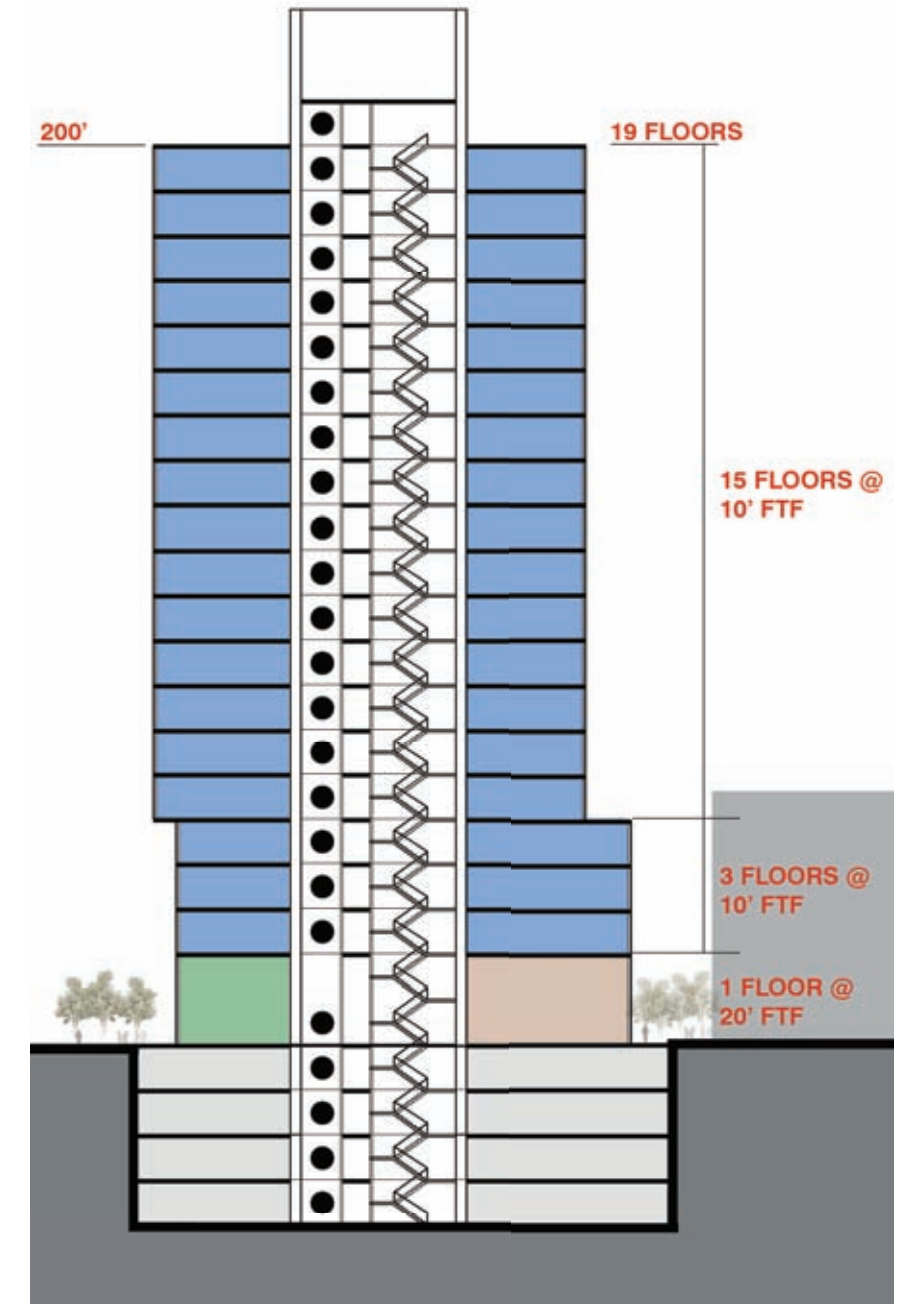 200’
19 FLOORS
15 FLOORS @
10’ FTF
3 FLOORS @
10’ FTF
1 FLOOR @
20’ FTF